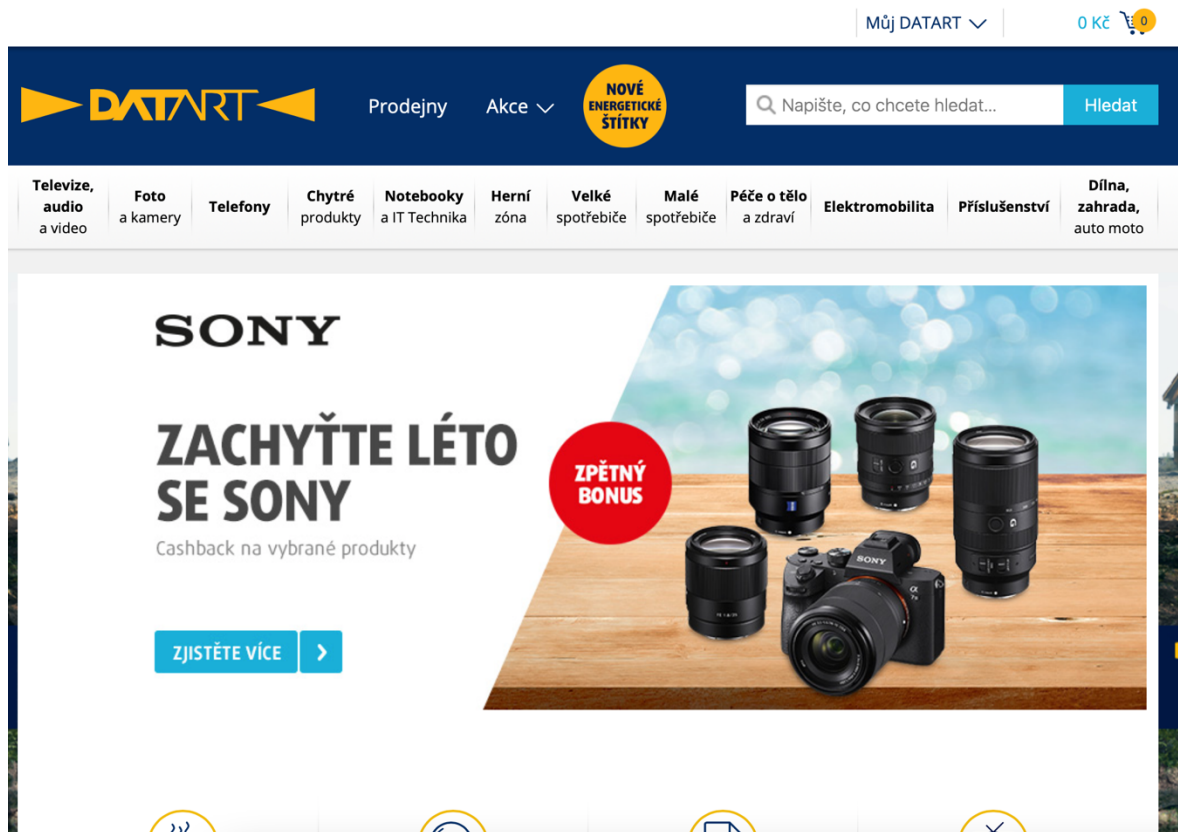 Můj DATART
0 Kč
0
DATART
Prodejny
Akce
NOVÉ
ENERGETICKÉ
ŠTÍTKY
Napište, co chcete hledat...
Hledat
Televize,
audio
a video
Foto
a kamery
Telefony
Chytré
produkty
Notebooky
a IT Technika
Herní
zóna
Velké
spotřebiče
Malé
spotřebiče
Péče o tělo
a zdraví
Elektromobilita
Příslušenství
Dílna,
zahrada,
auto moto
SONY
ZACHYŤTE LÉTO
SE SONY
Cashback na vybrané produkty
ZPĚTNÝ
BONUS
ZJISTĚTE VÍCE
G
G
SONY